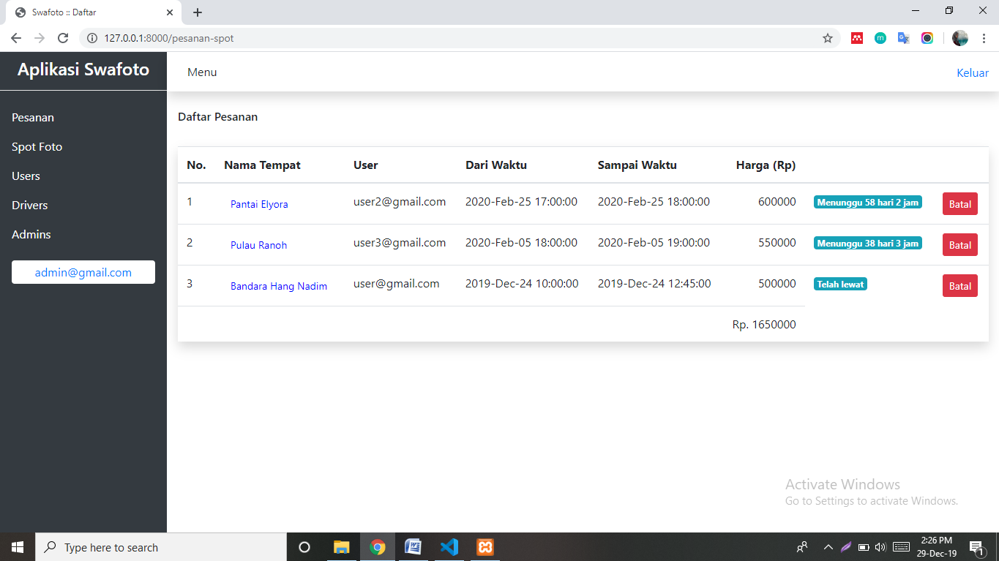 Swafoto :: Daftar
127.0.0.1:8000/pesanan-spot
Aplikasi Swafoto
Menu
Keluar
Pesanan
Spot Foto
Users
Drivers
Admins
admin@gmail.com
Daftar Pesanan
No. Nama Tempat User Dari Waktu Sampai Waktu Harga (Rp)
1 Pantai Elyora user2@gmail.com 2020-Feb-25 17:00:00 2020-Feb-25 18:00:00 600000 Menunggu 58 hari 2 jam Batal
2 Pulau Ranoh user3@gmail.com 2020-Feb-05 18:00:00 2020-Feb-05 19:00:00 550000 Menunggu 38 hari 3 jam Batal
3 Bandara Hang Nadim user@gmail.com 2019-Dec-24 10:00:00 2019-Dec-24 12:45:00 500000 Telah lewat Batal
Rp. 1650000
Activate Windows
Go to Settings to activate Windows.
Type here to search
2:26 PM
29-Dec-19
1